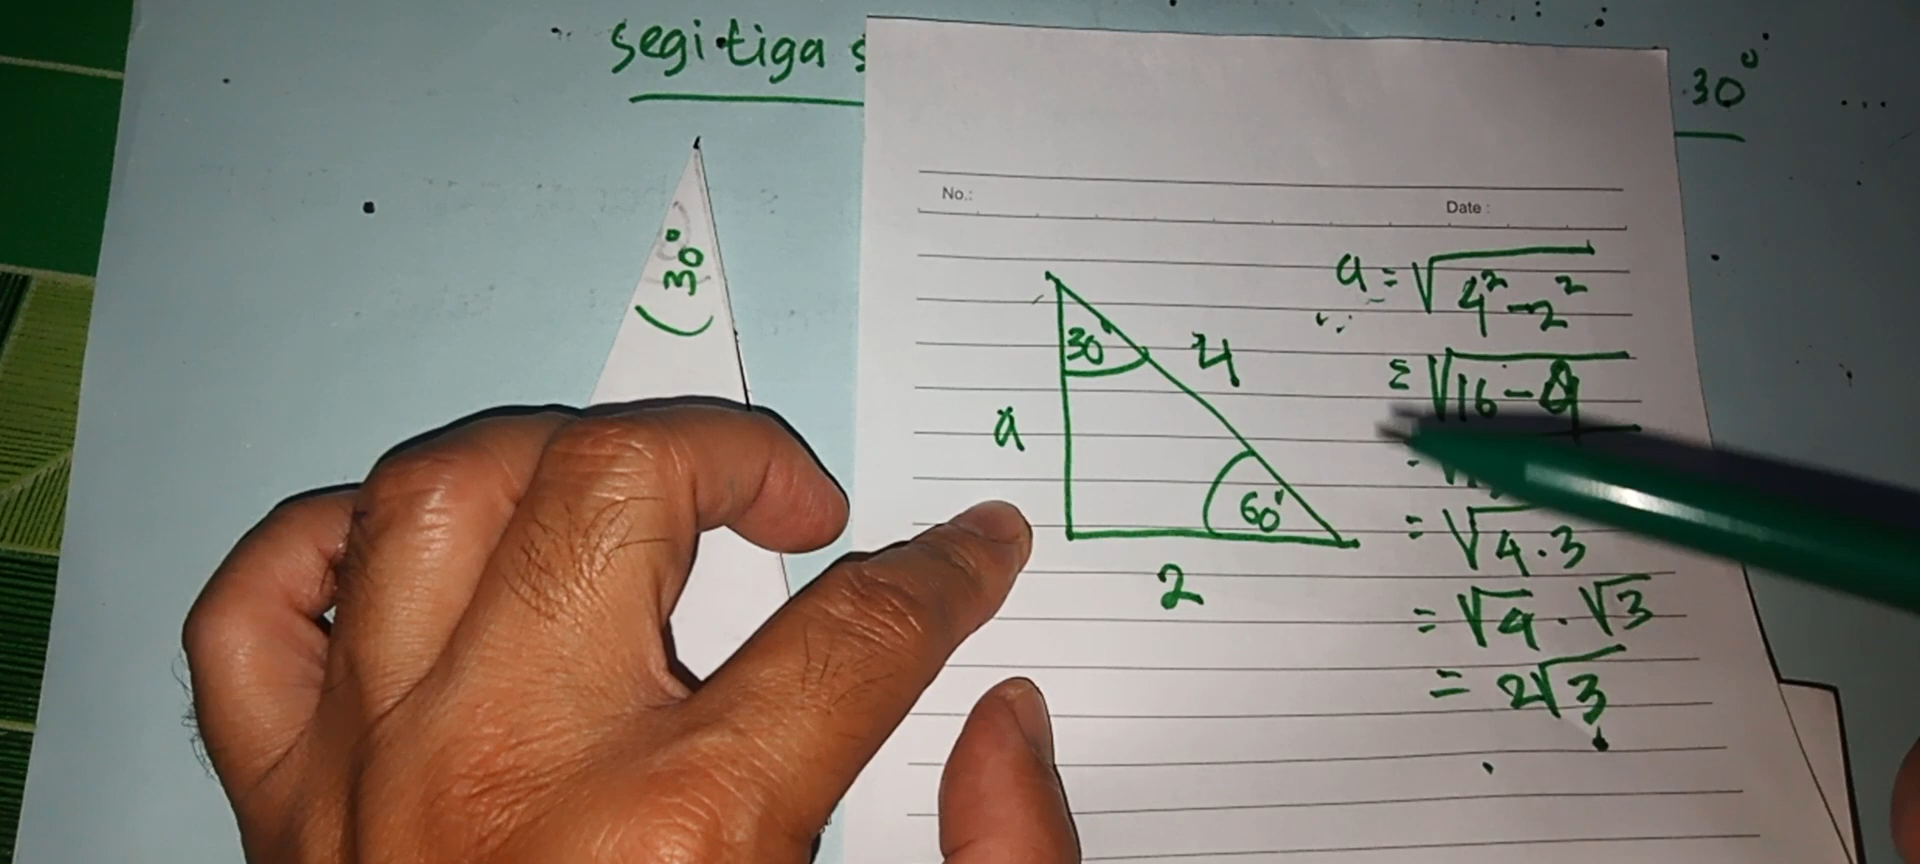 segitiga
30°
(30°
No.:
Date :
30°
4
a
60°
2
a = √4² - 2²
= √16 - 4
= √4 . 3
= √4 . √3
= 2√3